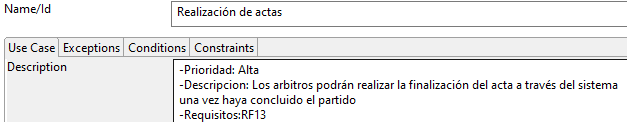 Name/Id
Realización de actas
Use Case Exceptions Conditions Constraints
Description
-Prioridad: Alta
-Descripcion: Los arbitros podrán realizar la finalización del acta a través del sistema
una vez haya concluido el partido
-Requisitos:RF13